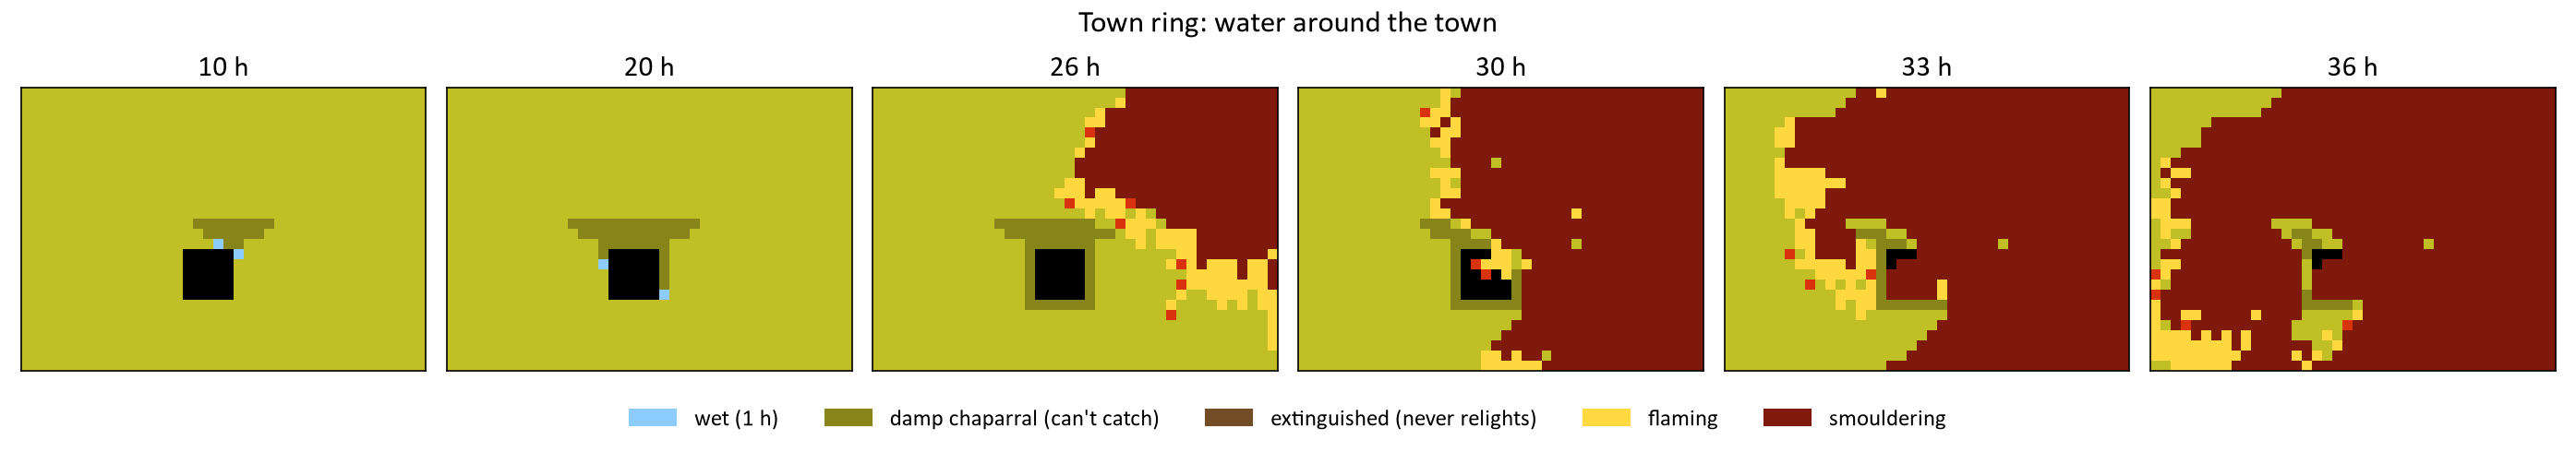 Town ring: water around the town
10 h
20 h
26 h
30 h
33 h
36 h
wet (1 h)
damp chaparral (can't catch)
extinguished (never relights)
flaming
smouldering